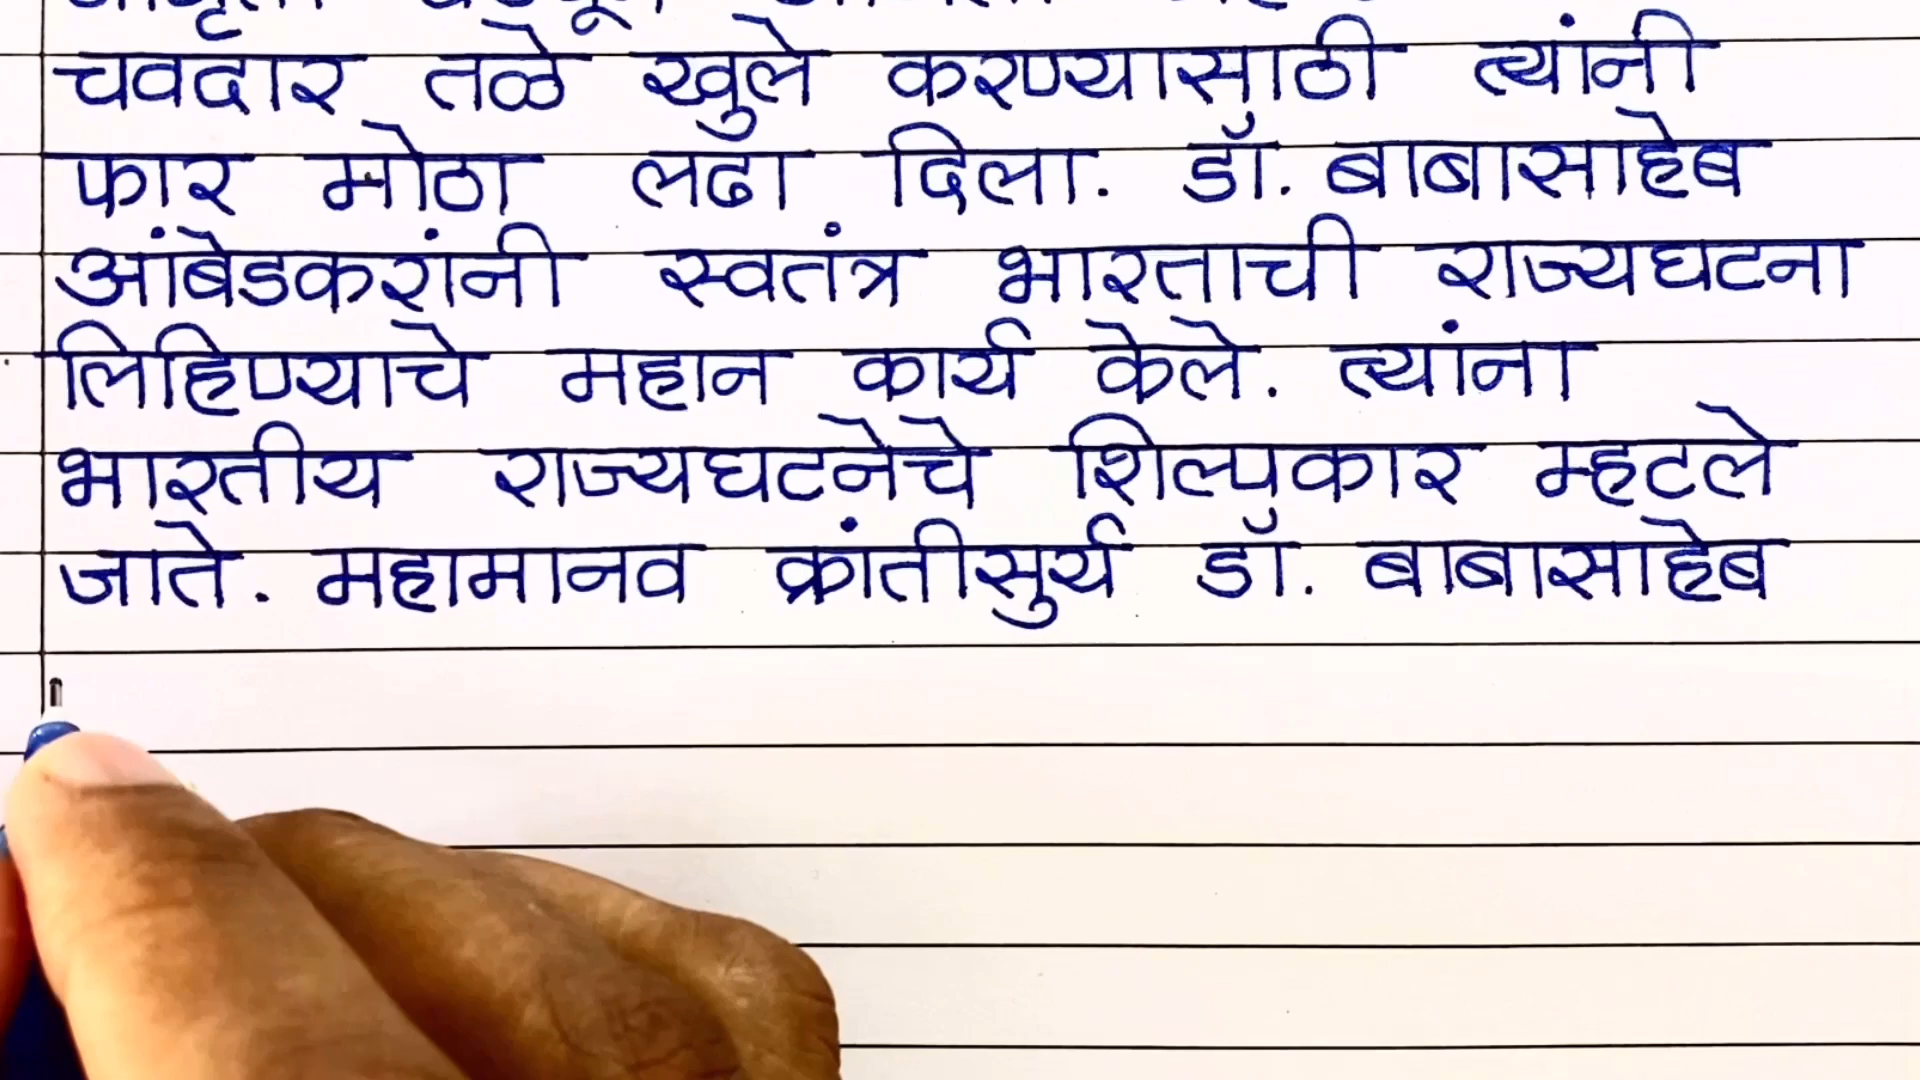 चवदार तळे खुले करण्यासाठी त्यांनी
फार मोठा लढा दिला. डॉ. बाबासाहेब
आंबेडकरांनी स्वतंत्र भारताची राज्यघटना
लिहिण्याचे महान कार्य केले. त्यांना
भारतीय राज्यघटनेचे शिल्पकार म्हटले
जाते. महामानव क्रांतीसुर्य डॉ. बाबासाहेब